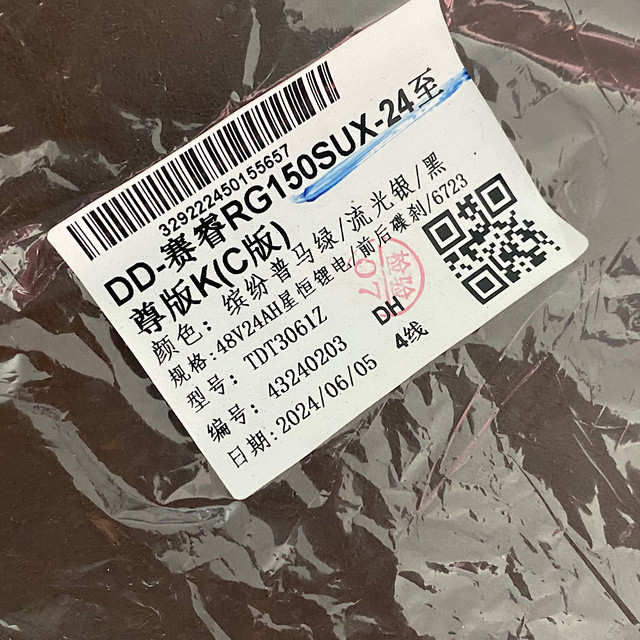 329222450155657
DD-赛睿RG150SUX-24至
尊版K(C版)
颜色：缤纷普马绿/流光银/黑
规格:48V24AH星恒锂电/前后碟刹/6723
型号：TDT3061Z
编号：43240203
日期:2024/06/05
DH
4线